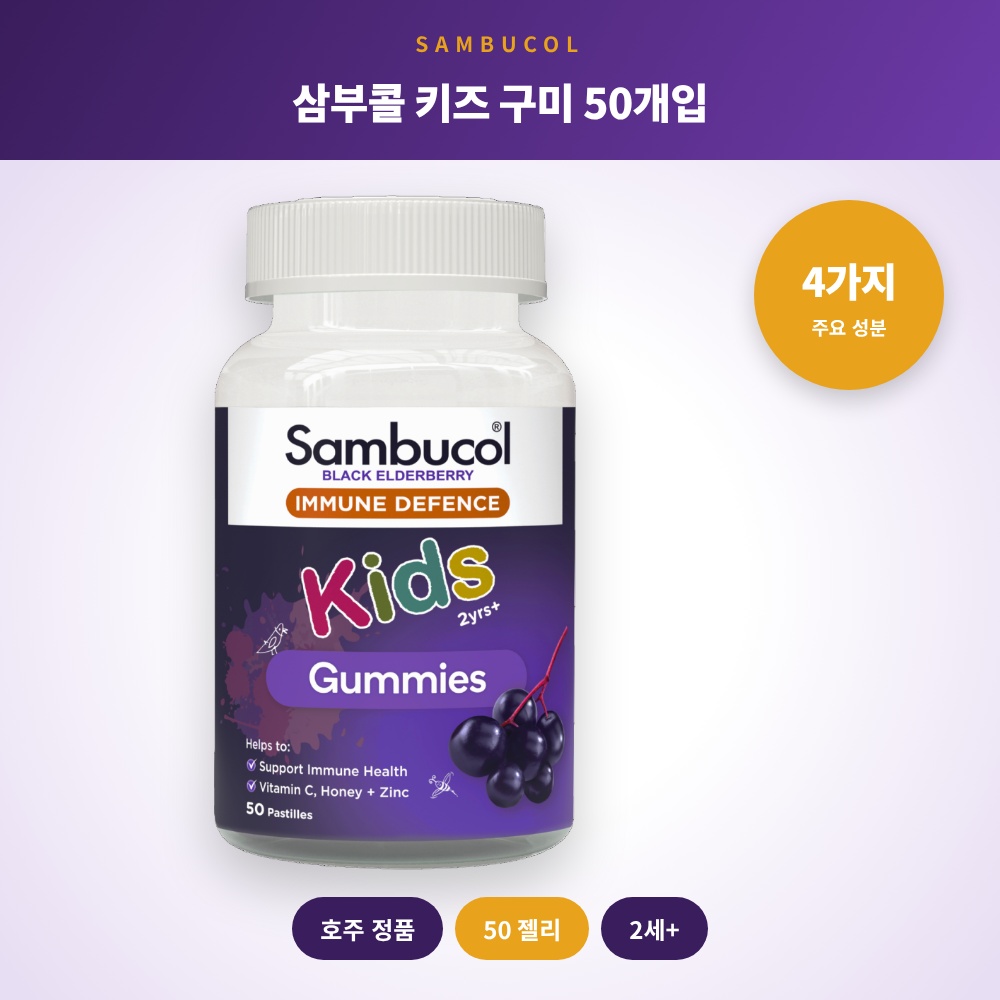 SAMBUCOL
삼부콜 키즈 구미 50개입
4가지
주요 성분
Sambucol®
BLACK ELDERBERRY
IMMUNE DEFENCE
Kids
2yrs+
Gummies
Helps to:
Support Immune Health
Vitamin C, Honey + Zinc
50 Pastilles
호주 정품
50 젤리
2세+